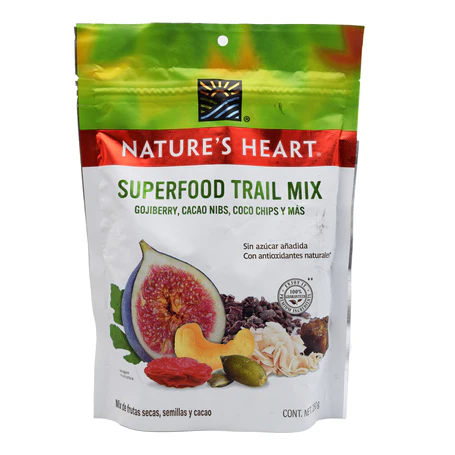 ®
NATURE'S HEART®
SUPERFOOD TRAIL MIX
GOJIBERRY, CACAO NIBS, COCO CHIPS Y MÁS
Sin azúcar añadida
Con antioxidantes naturales*
**
100%
Mix de frutas secas, semillas y cacao
CONT. NET.